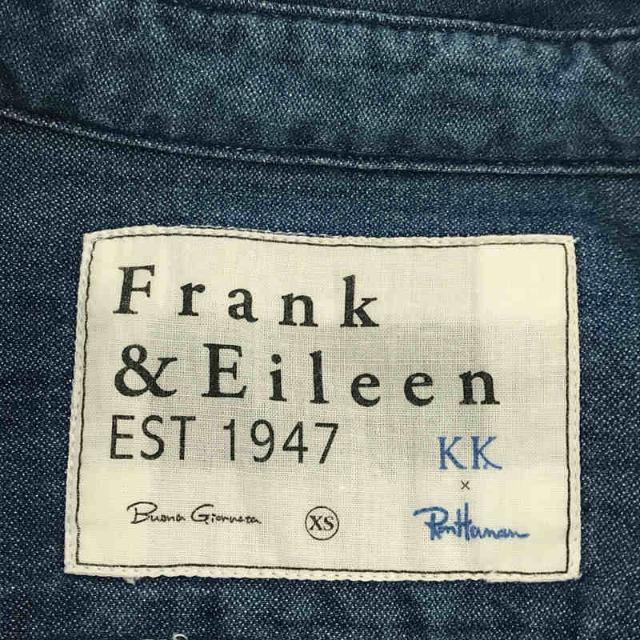 Frank
& Eileen
EST 1947
KK
×
Buona Giornata
XS
Ron Herman